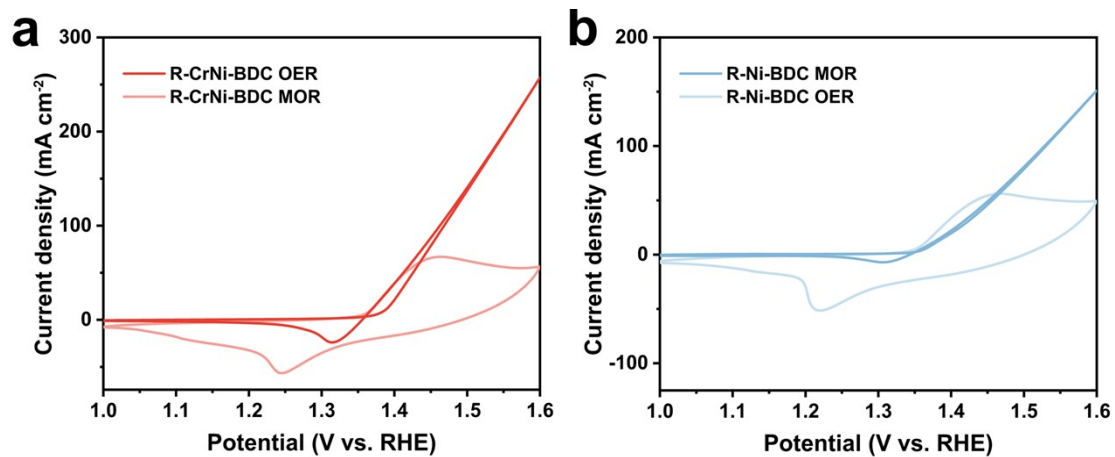 a
300
200
100
0
Current density (mA cm⁻²)
R-CrNi-BDC OER
R-CrNi-BDC MOR
1.0 1.1 1.2 1.3 1.4 1.5 1.6
Potential (V vs. RHE)
b
200
100
0
-100
Current density (mA cm⁻²)
R-Ni-BDC MOR
R-Ni-BDC OER
1.0 1.1 1.2 1.3 1.4 1.5 1.6
Potential (V vs. RHE)